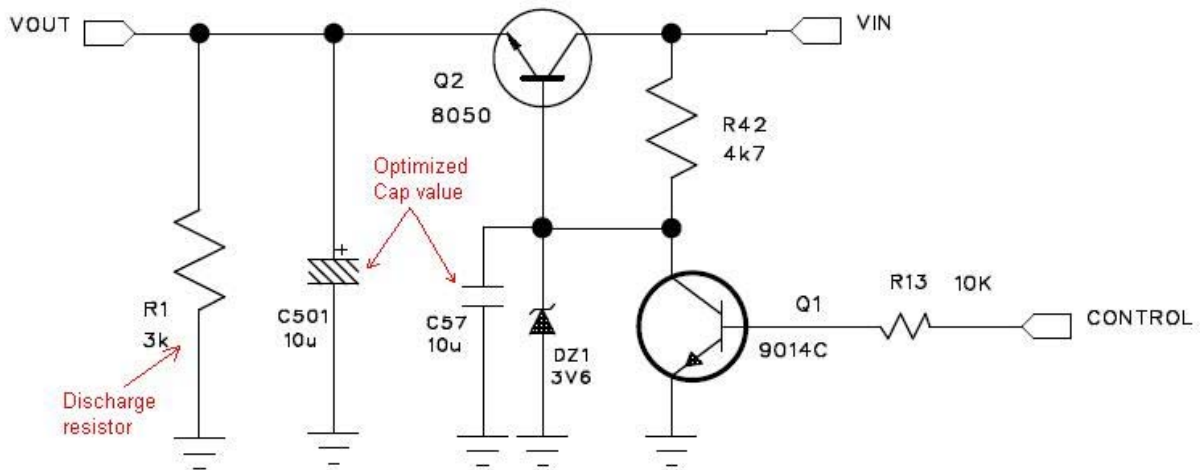 VOUT
VIN
Q2
8050
R42
4k7
Optimized
Cap value
+
R1
3k
C501
10u
C57
10u
DZ1
3V6
Q1
9014C
R13 10K
CONTROL
Discharge
resistor